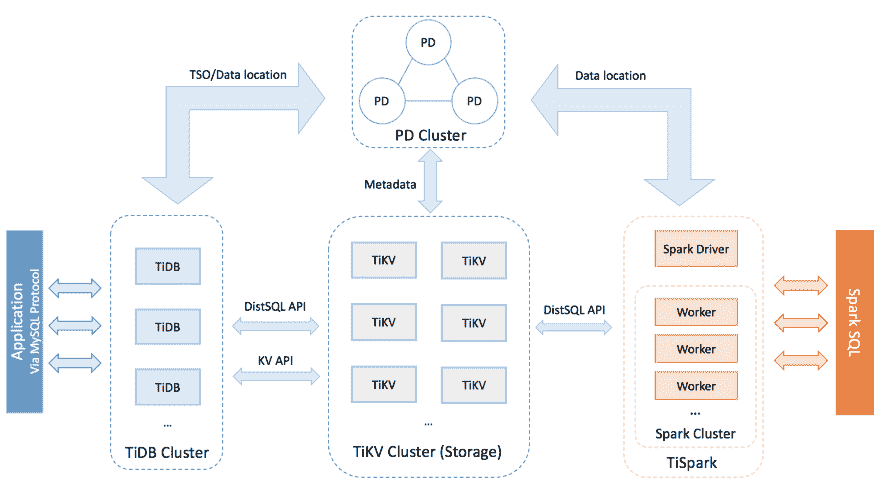 PD
TSO/Data location
Data location
PD
PD
PD Cluster
Metadata
Application
Via MySQL Protocol
TiDB
TiDB
TiDB
...
TiDB Cluster
DistSQL API
KV API
TiKV
TiKV
TiKV
TiKV
TiKV
TiKV
...
TiKV Cluster (Storage)
DistSQL API
Spark Driver
Worker
Worker
Worker
...
Spark Cluster
TiSpark
Spark SQL